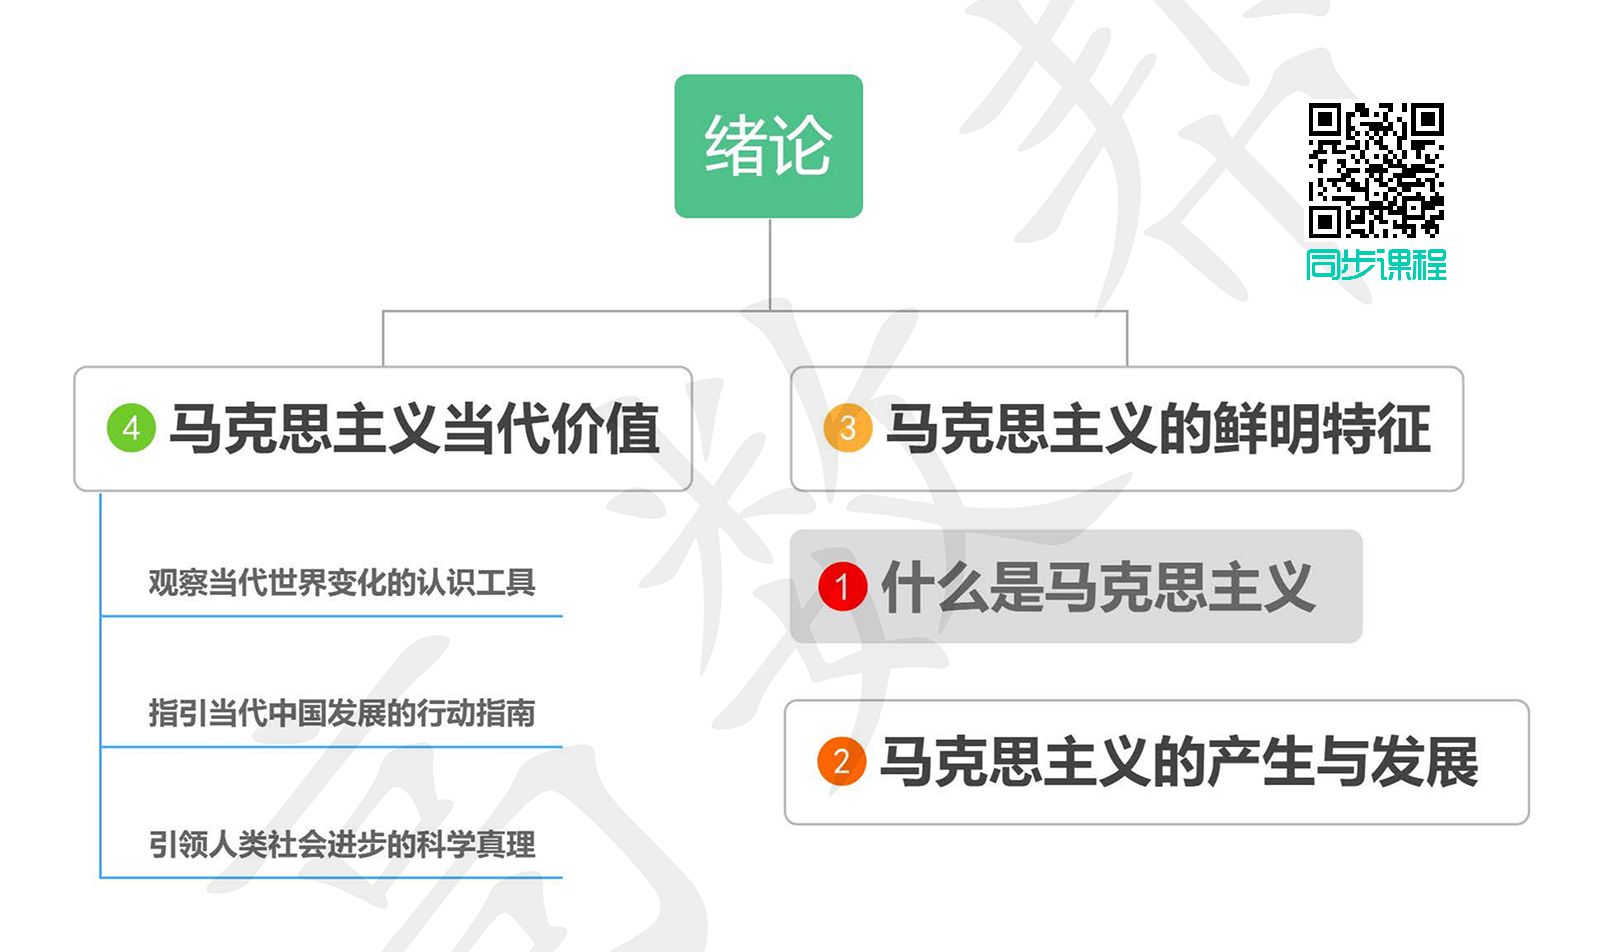 绪论
同步课程
4 马克思主义当代价值
观察当代世界变化的认识工具
指引当代中国发展的行动指南
引领人类社会进步的科学真理
3 马克思主义的鲜明特征
1 什么是马克思主义
2 马克思主义的产生与发展
高数帮